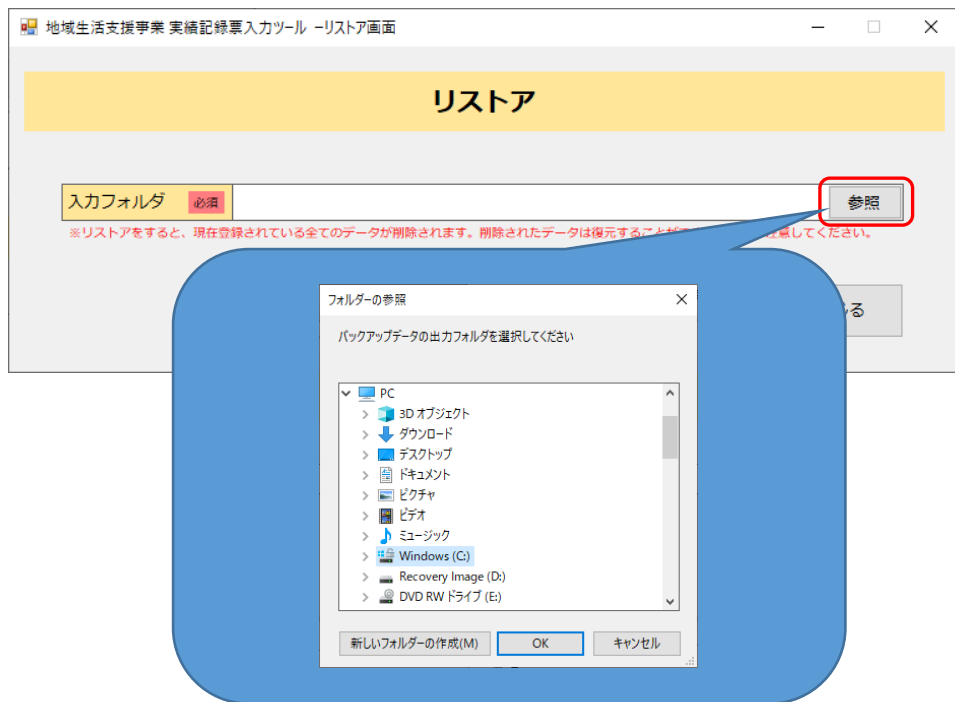 地域生活支援事業 実績記録票入力ツール －リストア画面
リストア
入力フォルダ 必須
参照
※リストアをすると、現在登録されている全てのデータが削除されます。削除されたデータは復元することが
意してください。
る
フォルダーの参照
バックアップデータの出力フォルダを選択してください
PC
3D オブジェクト
ダウンロード
デスクトップ
ドキュメント
ピクチャ
ビデオ
ミュージック
Windows (C:)
Recovery Image (D:)
DVD RW ドライブ (E:)
新しいフォルダーの作成(M) OK キャンセル